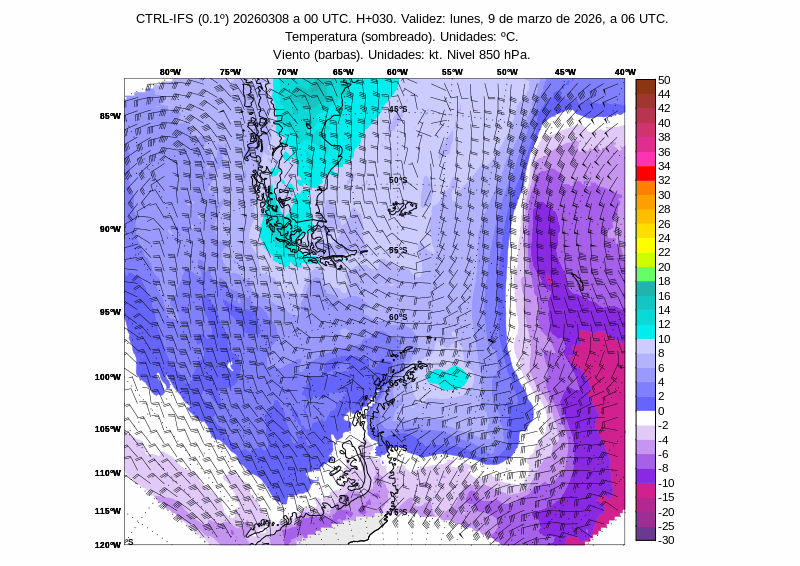 CTRL-IFS (0.1º) 20260308 a 00 UTC. H+030. Validez: lunes, 9 de marzo de 2026, a 06 UTC.
Temperatura (sombreado). Unidades: ºC.
Viento (barbas). Unidades: kt. Nivel 850 hPa.
80°W 75°W 70°W 65°W 60°W 55°W 50°W 45°W 40°W
85°W
90°W
95°W
100°W
105°W
110°W
115°W
120°W
45°S
50°S
55°S
60°S
65°S
75°S
°S
50
44
42
40
38
36
34
32
30
28
26
24
22
20
18
16
14
12
10
8
6
4
2
0
-2
-4
-6
-8
-10
-15
-20
-25
-30